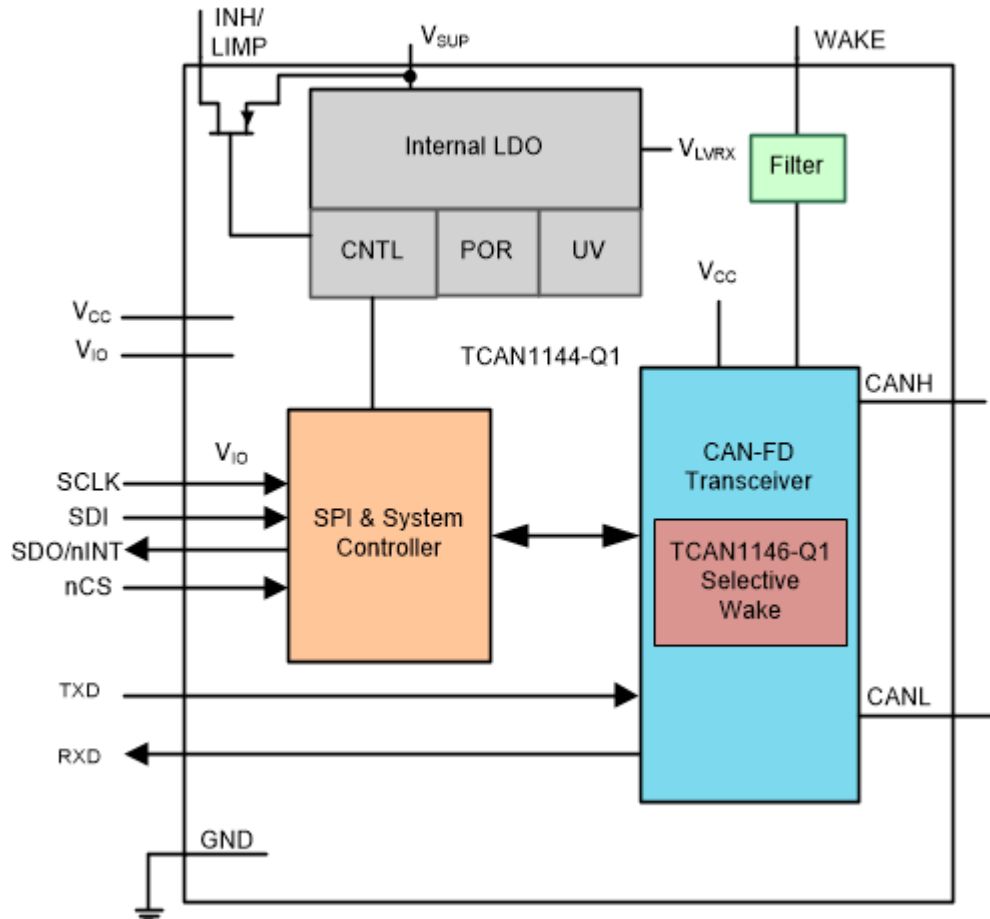 INH/
LIMP
VSUP
WAKE
Internal LDO
VLVRX
Filter
CNTL
POR
UV
VCC
VCC
VIO
TCAN1144-Q1
CANH
VIO
CAN-FD
Transceiver
SCLK
SDI
SDO/nINT
nCS
SPI & System
Controller
TCAN1146-Q1
Selective
Wake
TXD
CANL
RXD
GND